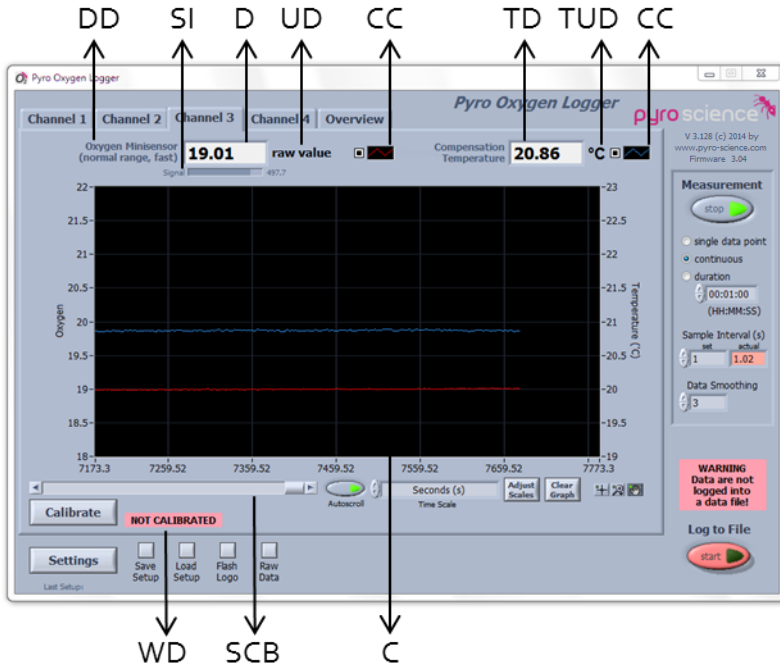 DD SI D UD CC TD TUD CC
Pyro Oxygen Logger
Pyro Oxygen Logger
pyroscience
Channel 1 Channel 2 Channel 3 Channel 4 Overview
V 3.128 (c) 2014 by
www.pyro-science.com
Firmware 3.04
Oxygen Minisensor
(normal range, fast)
19.01 raw value
Signal 497.7
Compensation
Temperature
20.86 °C
Measurement
stop
single data point
continuous
duration
00:01:00
(HH:MM:SS)
Sample Interval (s)
set actual
1 1.02
Data Smoothing
3
22
21.5
21
20.5
20
19.5
19
18.5
18
Oxygen
23
22.5
22
21.5
21
20.5
20
19.5
19
Temperature (°C)
7173.3 7259.52 7359.52 7459.52 7559.52 7659.52 7773.3
Autoscroll
Seconds (s)
Time Scale
Adjust
Scales
Clear
Graph
WARNING
Data are not
logged into
a data file!
Calibrate
NOT CALIBRATED
Log to File
start
Settings
Save
Setup
Load
Setup
Flash
Logo
Raw
Data
Last Setup:
WD SCB C